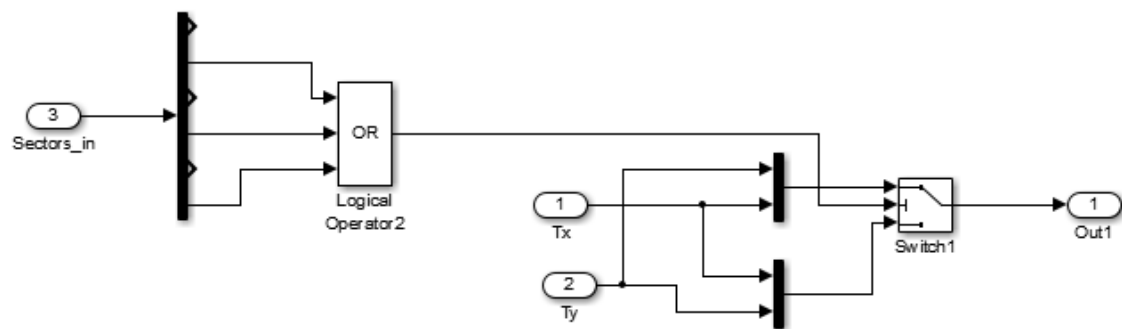 3
Sectors_in
OR
Logical
Operator2
1
Tx
2
Ty
Switch1
1
Out1